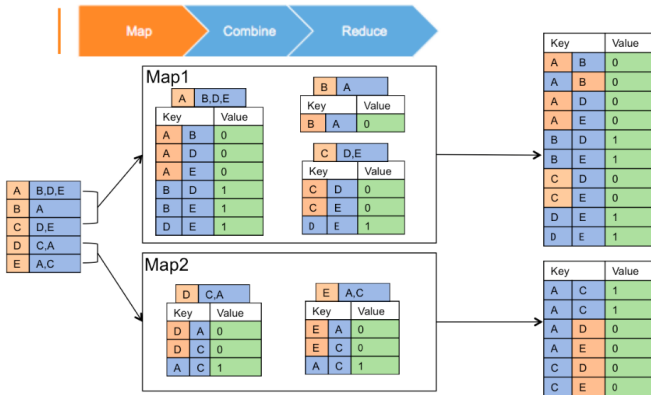 Map Combine Reduce
A B,D,E
B A
C D,E
D C,A
E A,C
Map1
A B,D,E
Key Value
A B 0
A D 0
A E 0
B D 1
B E 1
D E 1
B A
Key Value
B A 0
C D,E
Key Value
C D 0
C E 0
D E 1
Map2
D C,A
Key Value
D A 0
D C 0
A C 1
E A,C
Key Value
E A 0
E C 0
A C 1
Key Value
A B 0
A B 0
A D 0
A E 0
B D 1
B E 1
C D 0
C E 0
D E 1
D E 1
Key Value
A C 1
A C 1
A D 0
A E 0
C D 0
C E 0